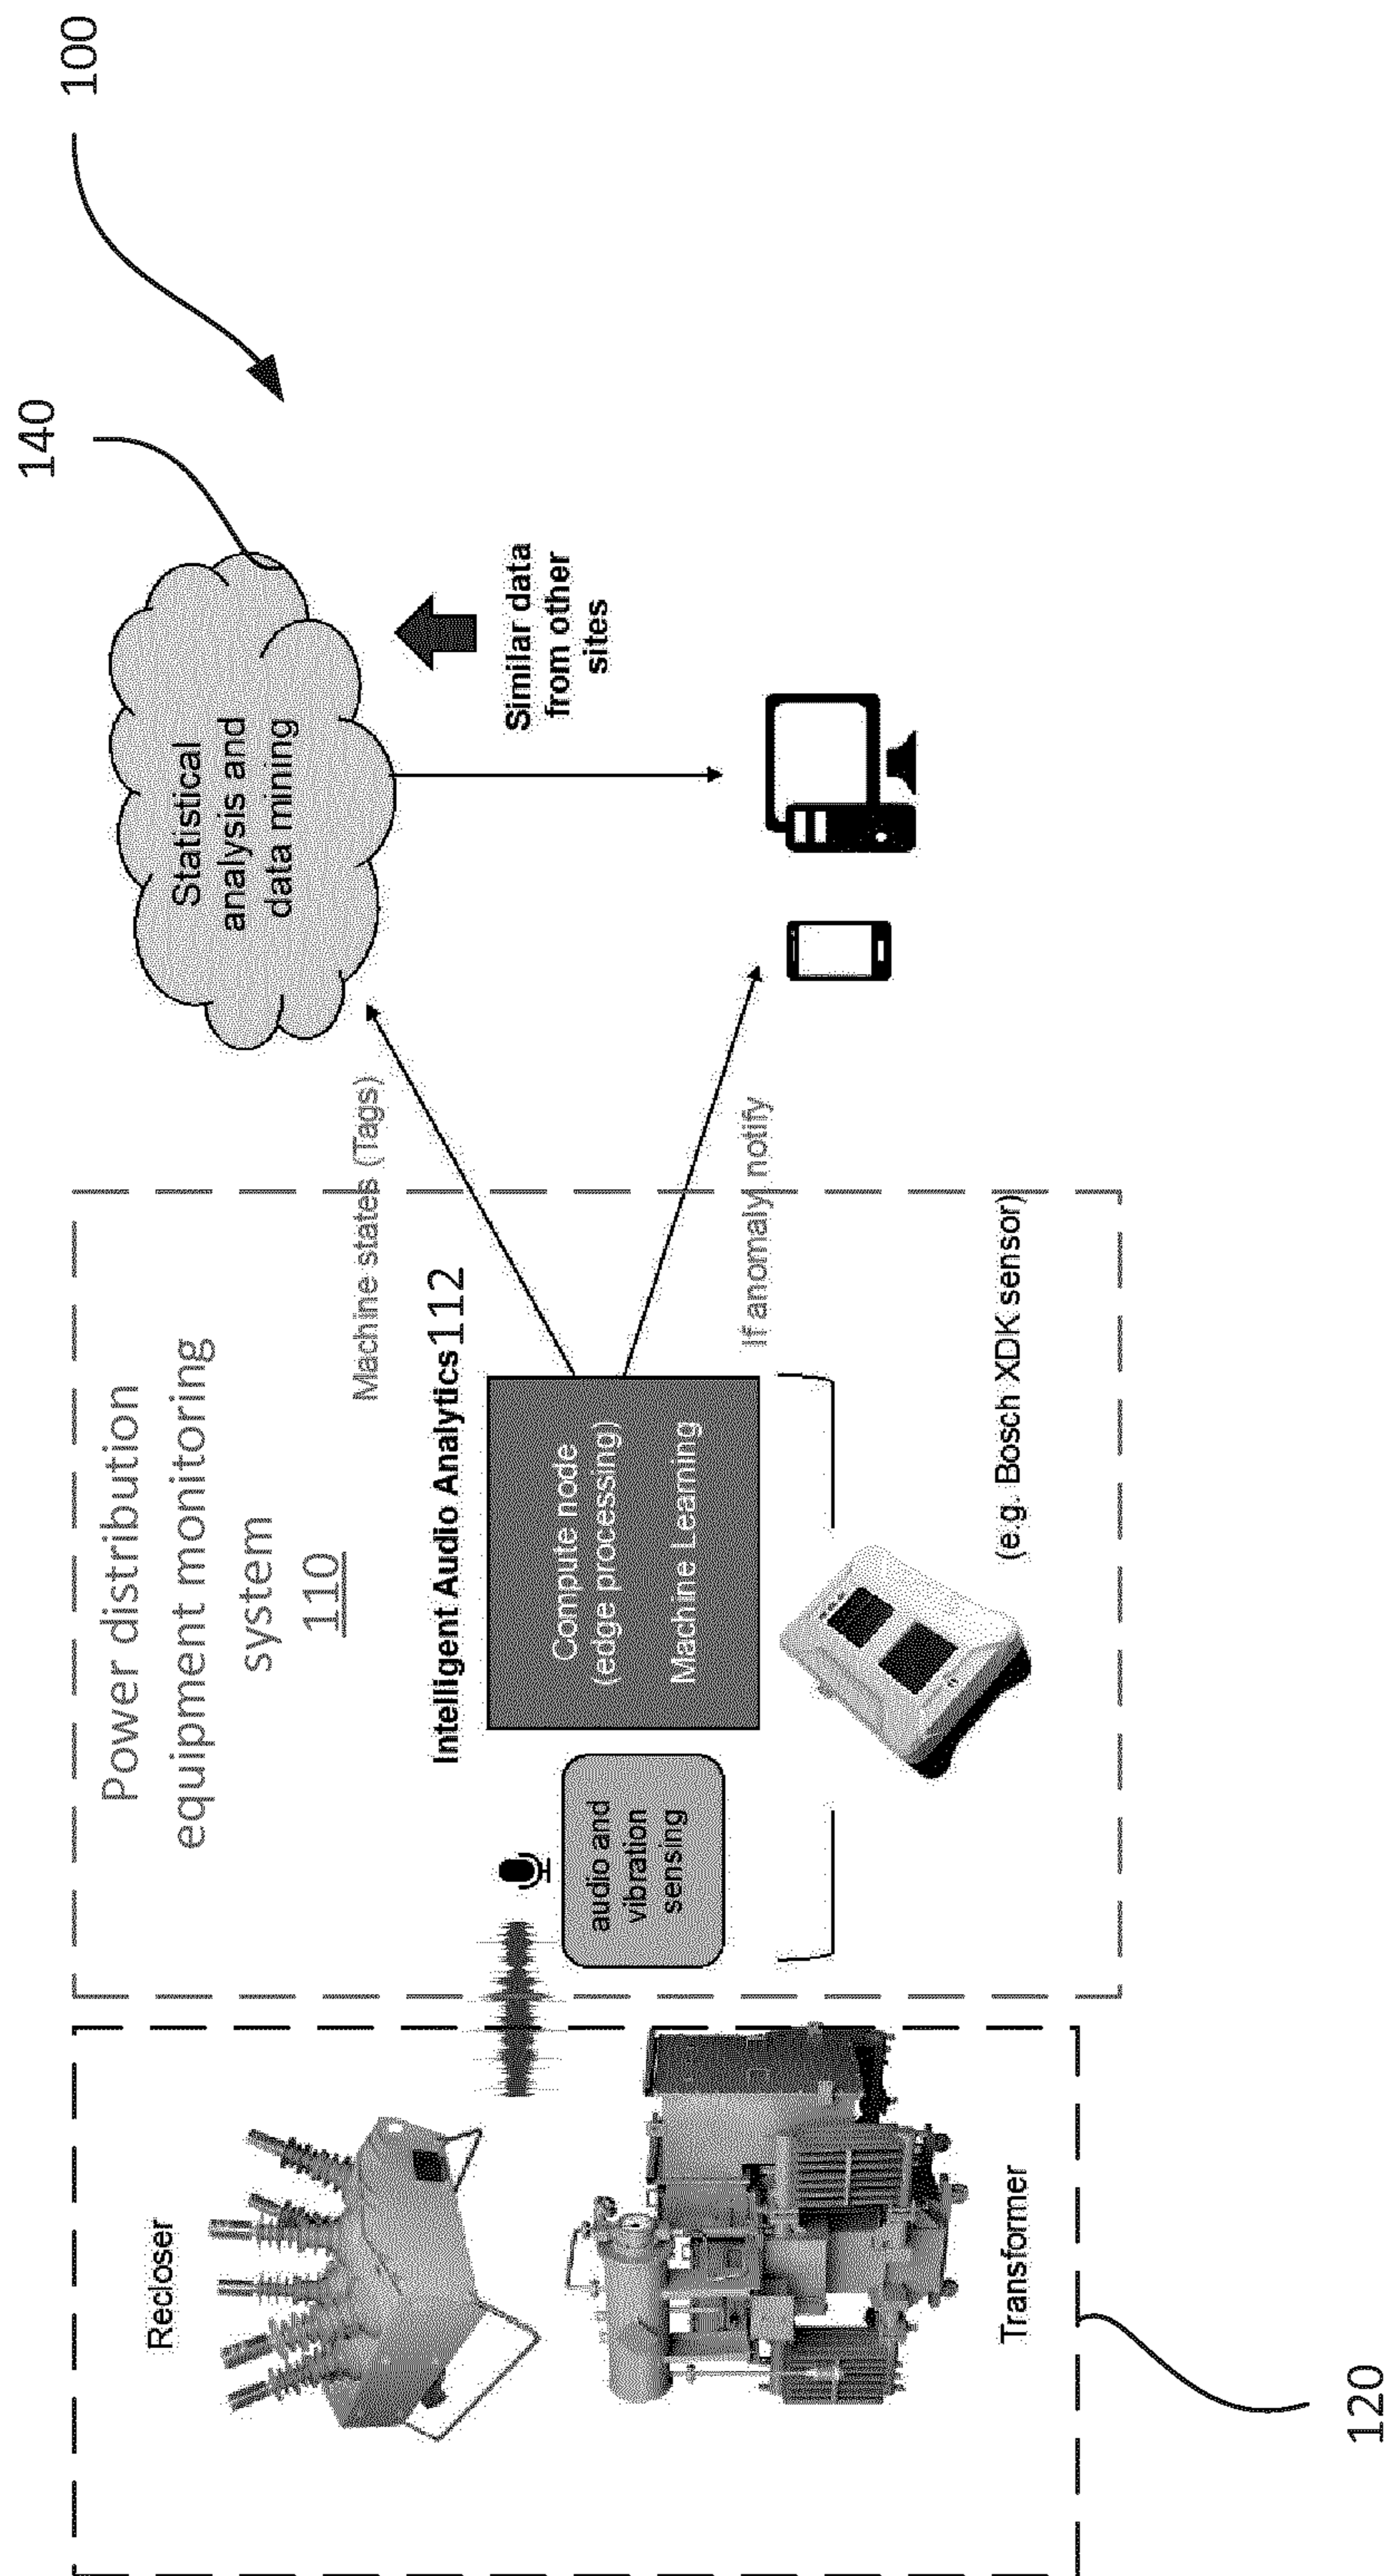 100
140
Statistical
analysis and
data mining
Similar data
from other
sites
Machine states (Tags)
If anomaly notify
Power distribution
equipment monitoring
system
110
Intelligent Audio Analytics 112
Compute node
(edge processing)
Machine Learning
audio and
vibration
sensing
(e.g. Bosch XDK sensor)
Recloser
Transformer
120